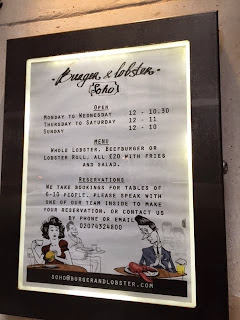 Burger & Lobster
Soho
Open
Monday to Wednesday 12 - 10.30
Thursday to Saturday 12 - 11
Sunday 12 - 10
Menu
Whole Lobster, Beefburger or
Lobster Roll, all £20 with fries
and salad.
Reservations
We take bookings for tables of
6-10 people. Please speak with
one of our team inside to make
your reservation, or contact us
by phone or email
02074324800
soho@burgerandlobster.com